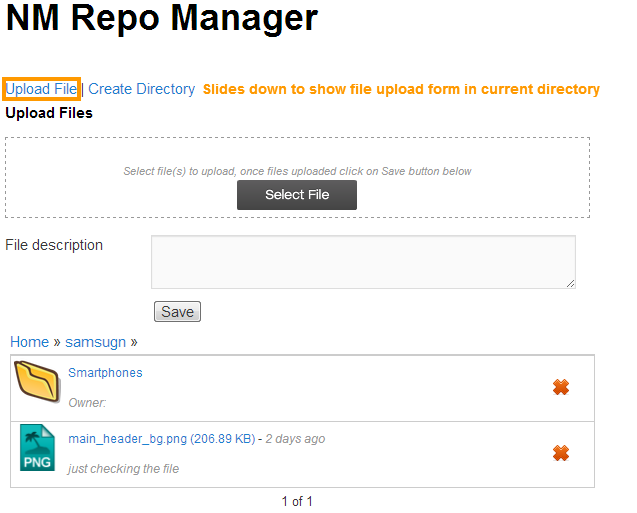 NM Repo Manager
Upload File | Create Directory Slides down to show file upload form in current directory
Upload Files
Select file(s) to upload, once files uploaded click on Save button below
Select File
File description
Save
Home » samsugn »
Smartphones
Owner:
main_header_bg.png (206.89 KB) - 2 days ago
PNG
just checking the file
1 of 1